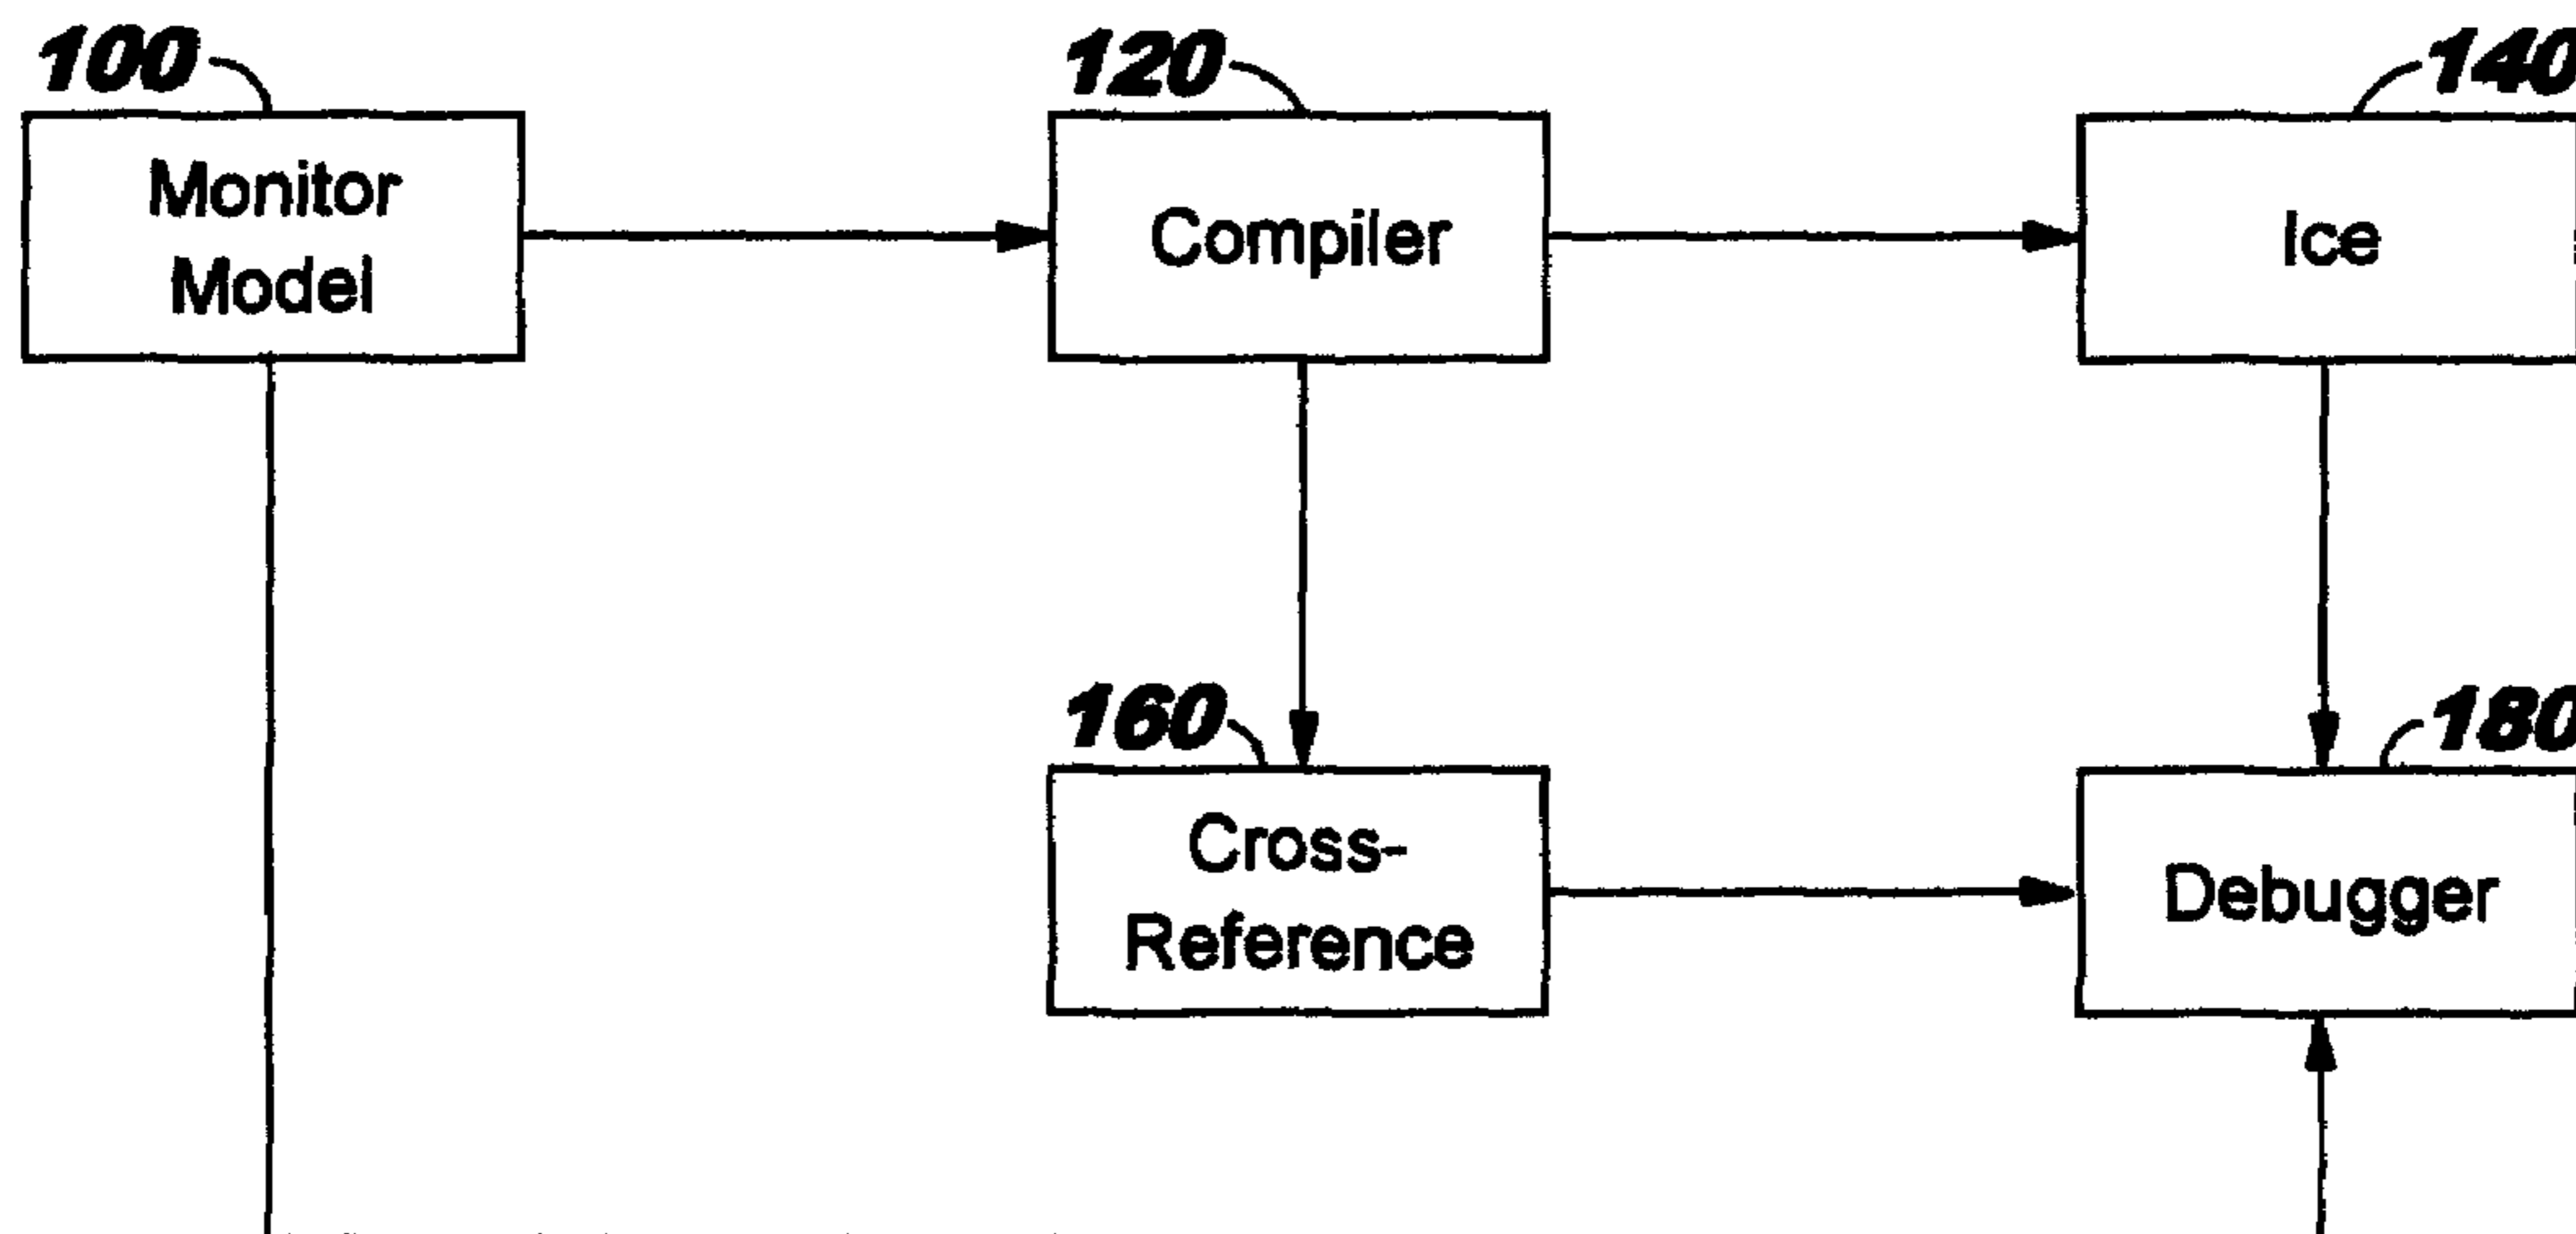 100
120
140
Monitor
Model
Compiler
Ice
160
180
Cross-
Reference
Debugger